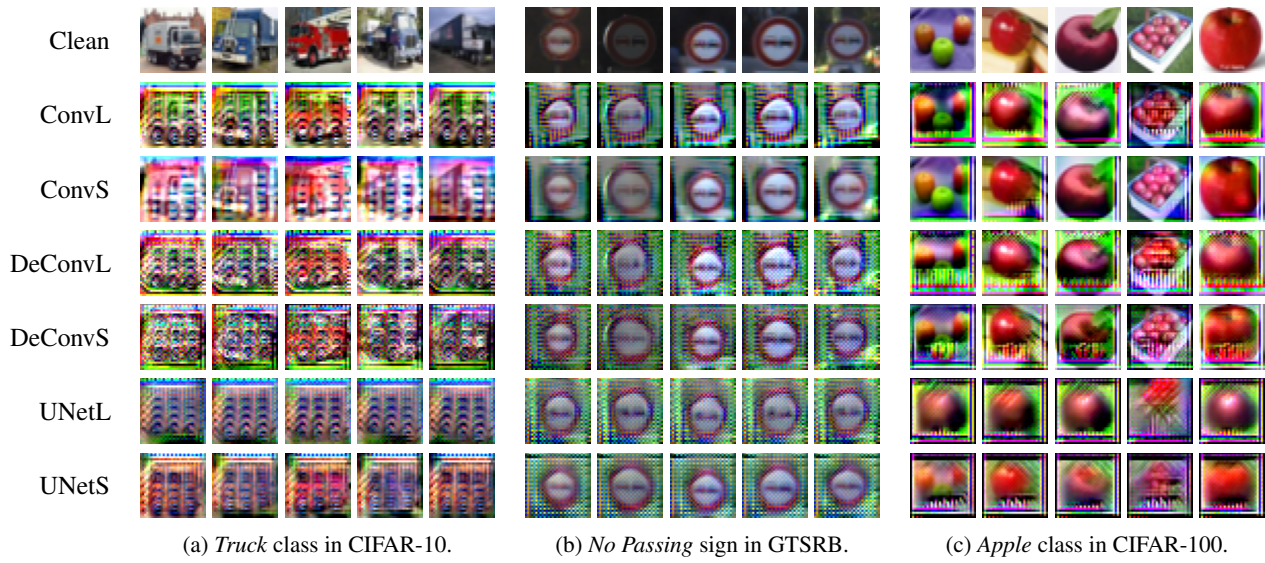 Clean
ConvL
ConvS
DeConvL
DeConvS
UNetL
UNetS
(a) Truck class in CIFAR-10.
(b) No Passing sign in GTSRB.
(c) Apple class in CIFAR-100.